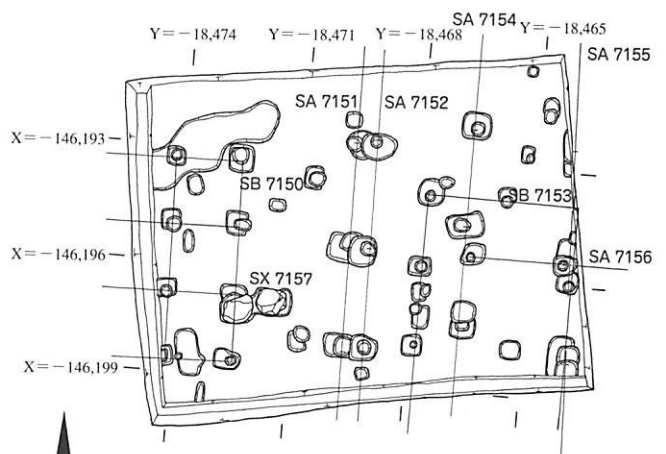 SA 7154
Y=－18,474
Y=－18,471
Y=－18,468
Y=－18,465
SA 7155
SA 7151
SA 7152
X=－146,193
SB 7150
SB 7153
X=－146,196
SA 7156
SX 7157
X=－146,199